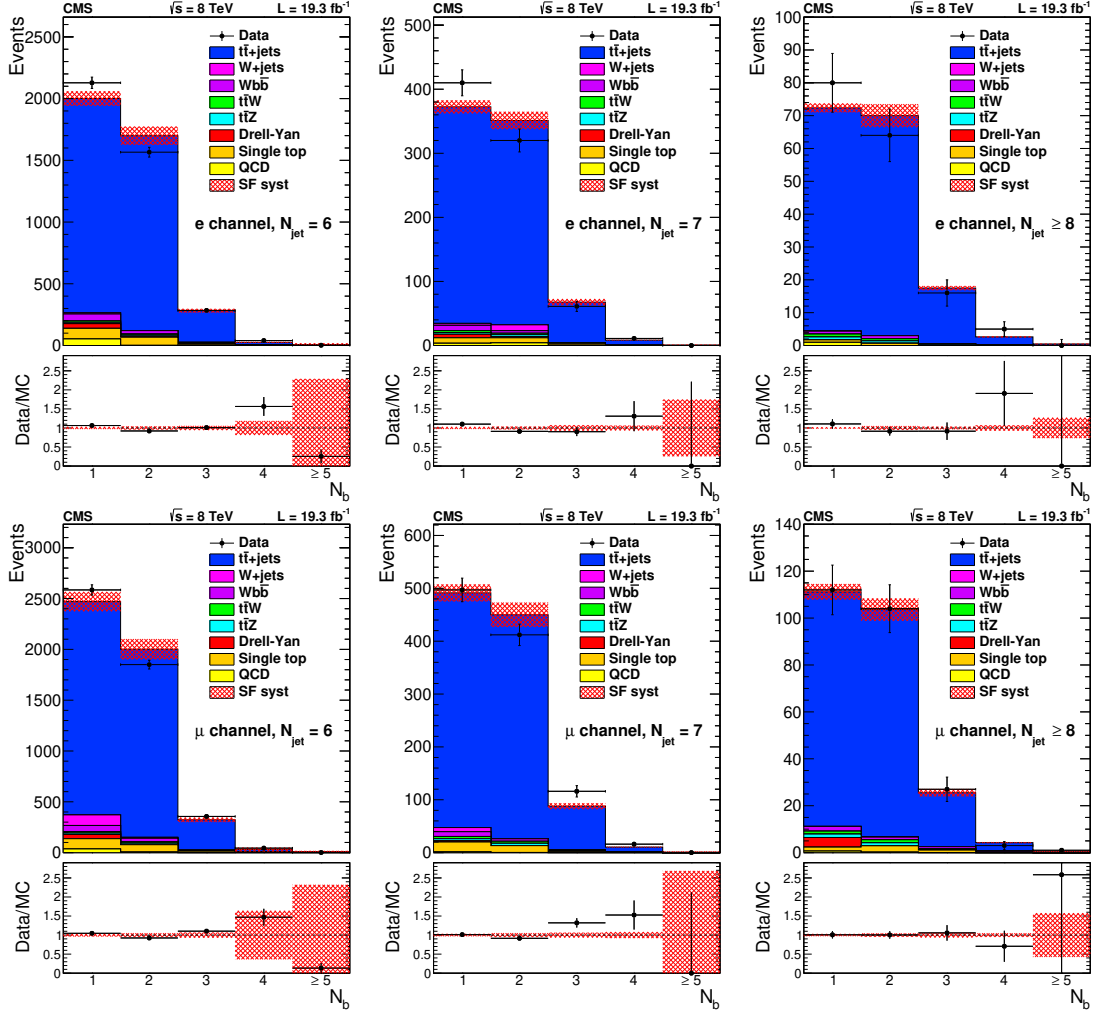 CMS √s = 8 TeV L = 19.3 fb⁻¹
Events
2500
2000
1500
1000
500
0
Data
tt̄+jets
W+jets
Wbb̄
tt̄W
tt̄Z
Drell-Yan
Single top
QCD
SF syst
e channel, N_jet = 6
Data/MC
2.5
2
1.5
1
0.5
0
1 2 3 4 ≥ 5
N_b
CMS √s = 8 TeV L = 19.3 fb⁻¹
Events
500
400
300
200
100
0
Data
tt̄+jets
W+jets
Wbb̄
tt̄W
tt̄Z
Drell-Yan
Single top
QCD
SF syst
e channel, N_jet = 7
Data/MC
2.5
2
1.5
1
0.5
0
1 2 3 4 ≥ 5
N_b
CMS √s = 8 TeV L = 19.3 fb⁻¹
Events
100
90
80
70
60
50
40
30
20
10
0
Data
tt̄+jets
W+jets
Wbb̄
tt̄W
tt̄Z
Drell-Yan
Single top
QCD
SF syst
e channel, N_jet ≥ 8
Data/MC
2.5
2
1.5
1
0.5
0
1 2 3 4 ≥ 5
N_b
CMS √s = 8 TeV L = 19.3 fb⁻¹
Events
3000
2500
2000
1500
1000
500
0
Data
tt̄+jets
W+jets
Wbb̄
tt̄W
tt̄Z
Drell-Yan
Single top
QCD
SF syst
μ channel, N_jet = 6
Data/MC
2.5
2
1.5
1
0.5
0
1 2 3 4 ≥ 5
N_b
CMS √s = 8 TeV L = 19.3 fb⁻¹
Events
600
500
400
300
200
100
0
Data
tt̄+jets
W+jets
Wbb̄
tt̄W
tt̄Z
Drell-Yan
Single top
QCD
SF syst
μ channel, N_jet = 7
Data/MC
2.5
2
1.5
1
0.5
0
1 2 3 4 ≥ 5
N_b
CMS √s = 8 TeV L = 19.3 fb⁻¹
Events
140
120
100
80
60
40
20
0
Data
tt̄+jets
W+jets
Wbb̄
tt̄W
tt̄Z
Drell-Yan
Single top
QCD
SF syst
μ channel, N_jet ≥ 8
Data/MC
2.5
2
1.5
1
0.5
0
1 2 3 4 ≥ 5
N_b